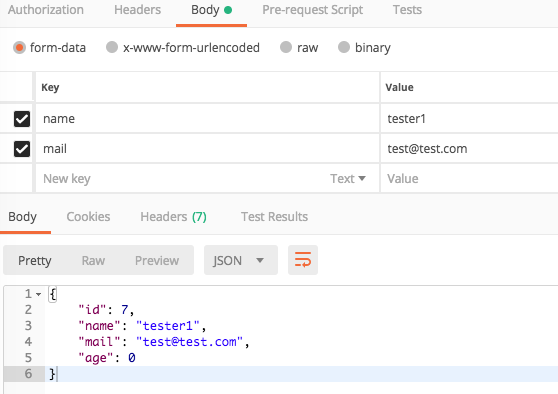 Authorization Headers Body Pre-request Script Tests
form-data x-www-form-urlencoded raw binary
Key Value
name tester1
mail test@test.com
New key Text Value
Body Cookies Headers (7) Test Results
Pretty Raw Preview JSON
1 {
2 "id": 7,
3 "name": "tester1",
4 "mail": "test@test.com",
5 "age": 0
6 }